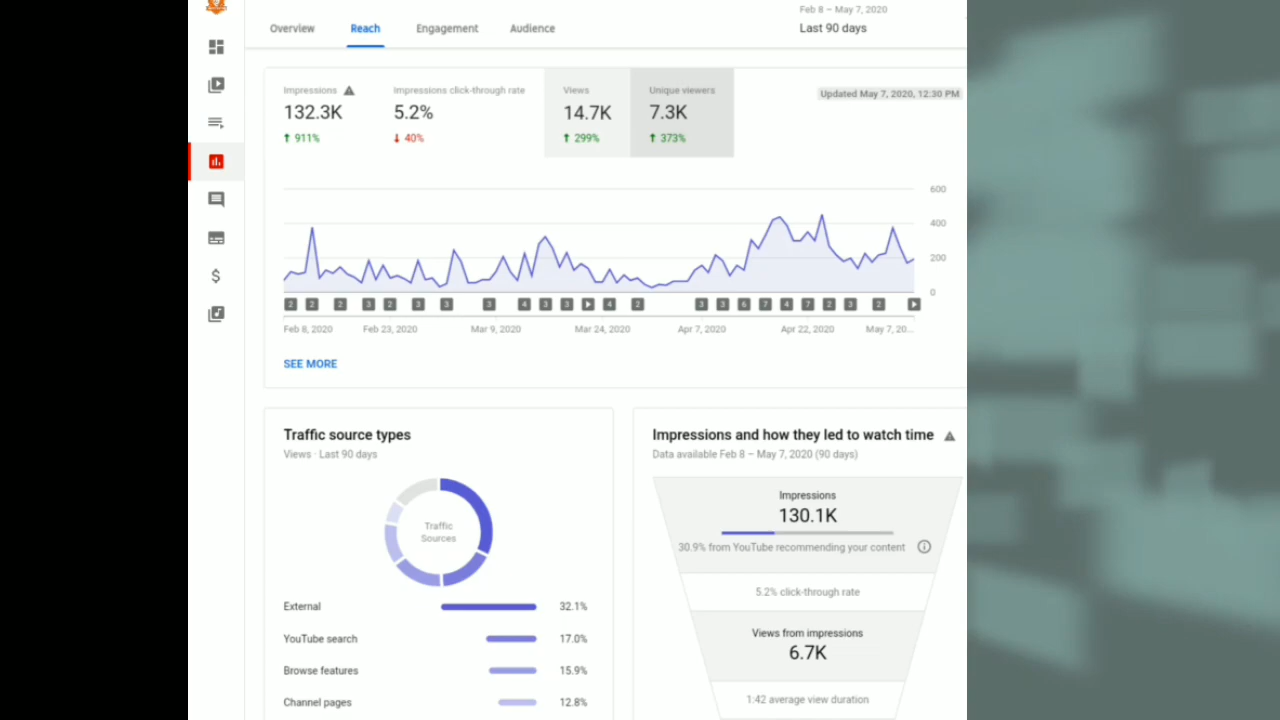 Feb 8 – May 7, 2020
Overview Reach Engagement Audience Last 90 days
Impressions Impressions click-through rate Views Unique viewers
Updated May 7, 2020, 12:30 PM
132.3K 5.2% 14.7K 7.3K
911% 40% 299% 373%
600
400
200
0
2 2 2 3 2 3 3 3 4 3 3 4 2 3 3 6 7 4 7 2 3 2
Feb 8, 2020 Feb 23, 2020 Mar 9, 2020 Mar 24, 2020 Apr 7, 2020 Apr 22, 2020 May 7, 20...
SEE MORE
Traffic source types
Views · Last 90 days
Traffic
Sources
External 32.1%
YouTube search 17.0%
Browse features 15.9%
Channel pages 12.8%
Impressions and how they led to watch time
Data available Feb 8 – May 7, 2020 (90 days)
Impressions
130.1K
30.9% from YouTube recommending your content
5.2% click-through rate
Views from impressions
6.7K
1:42 average view duration